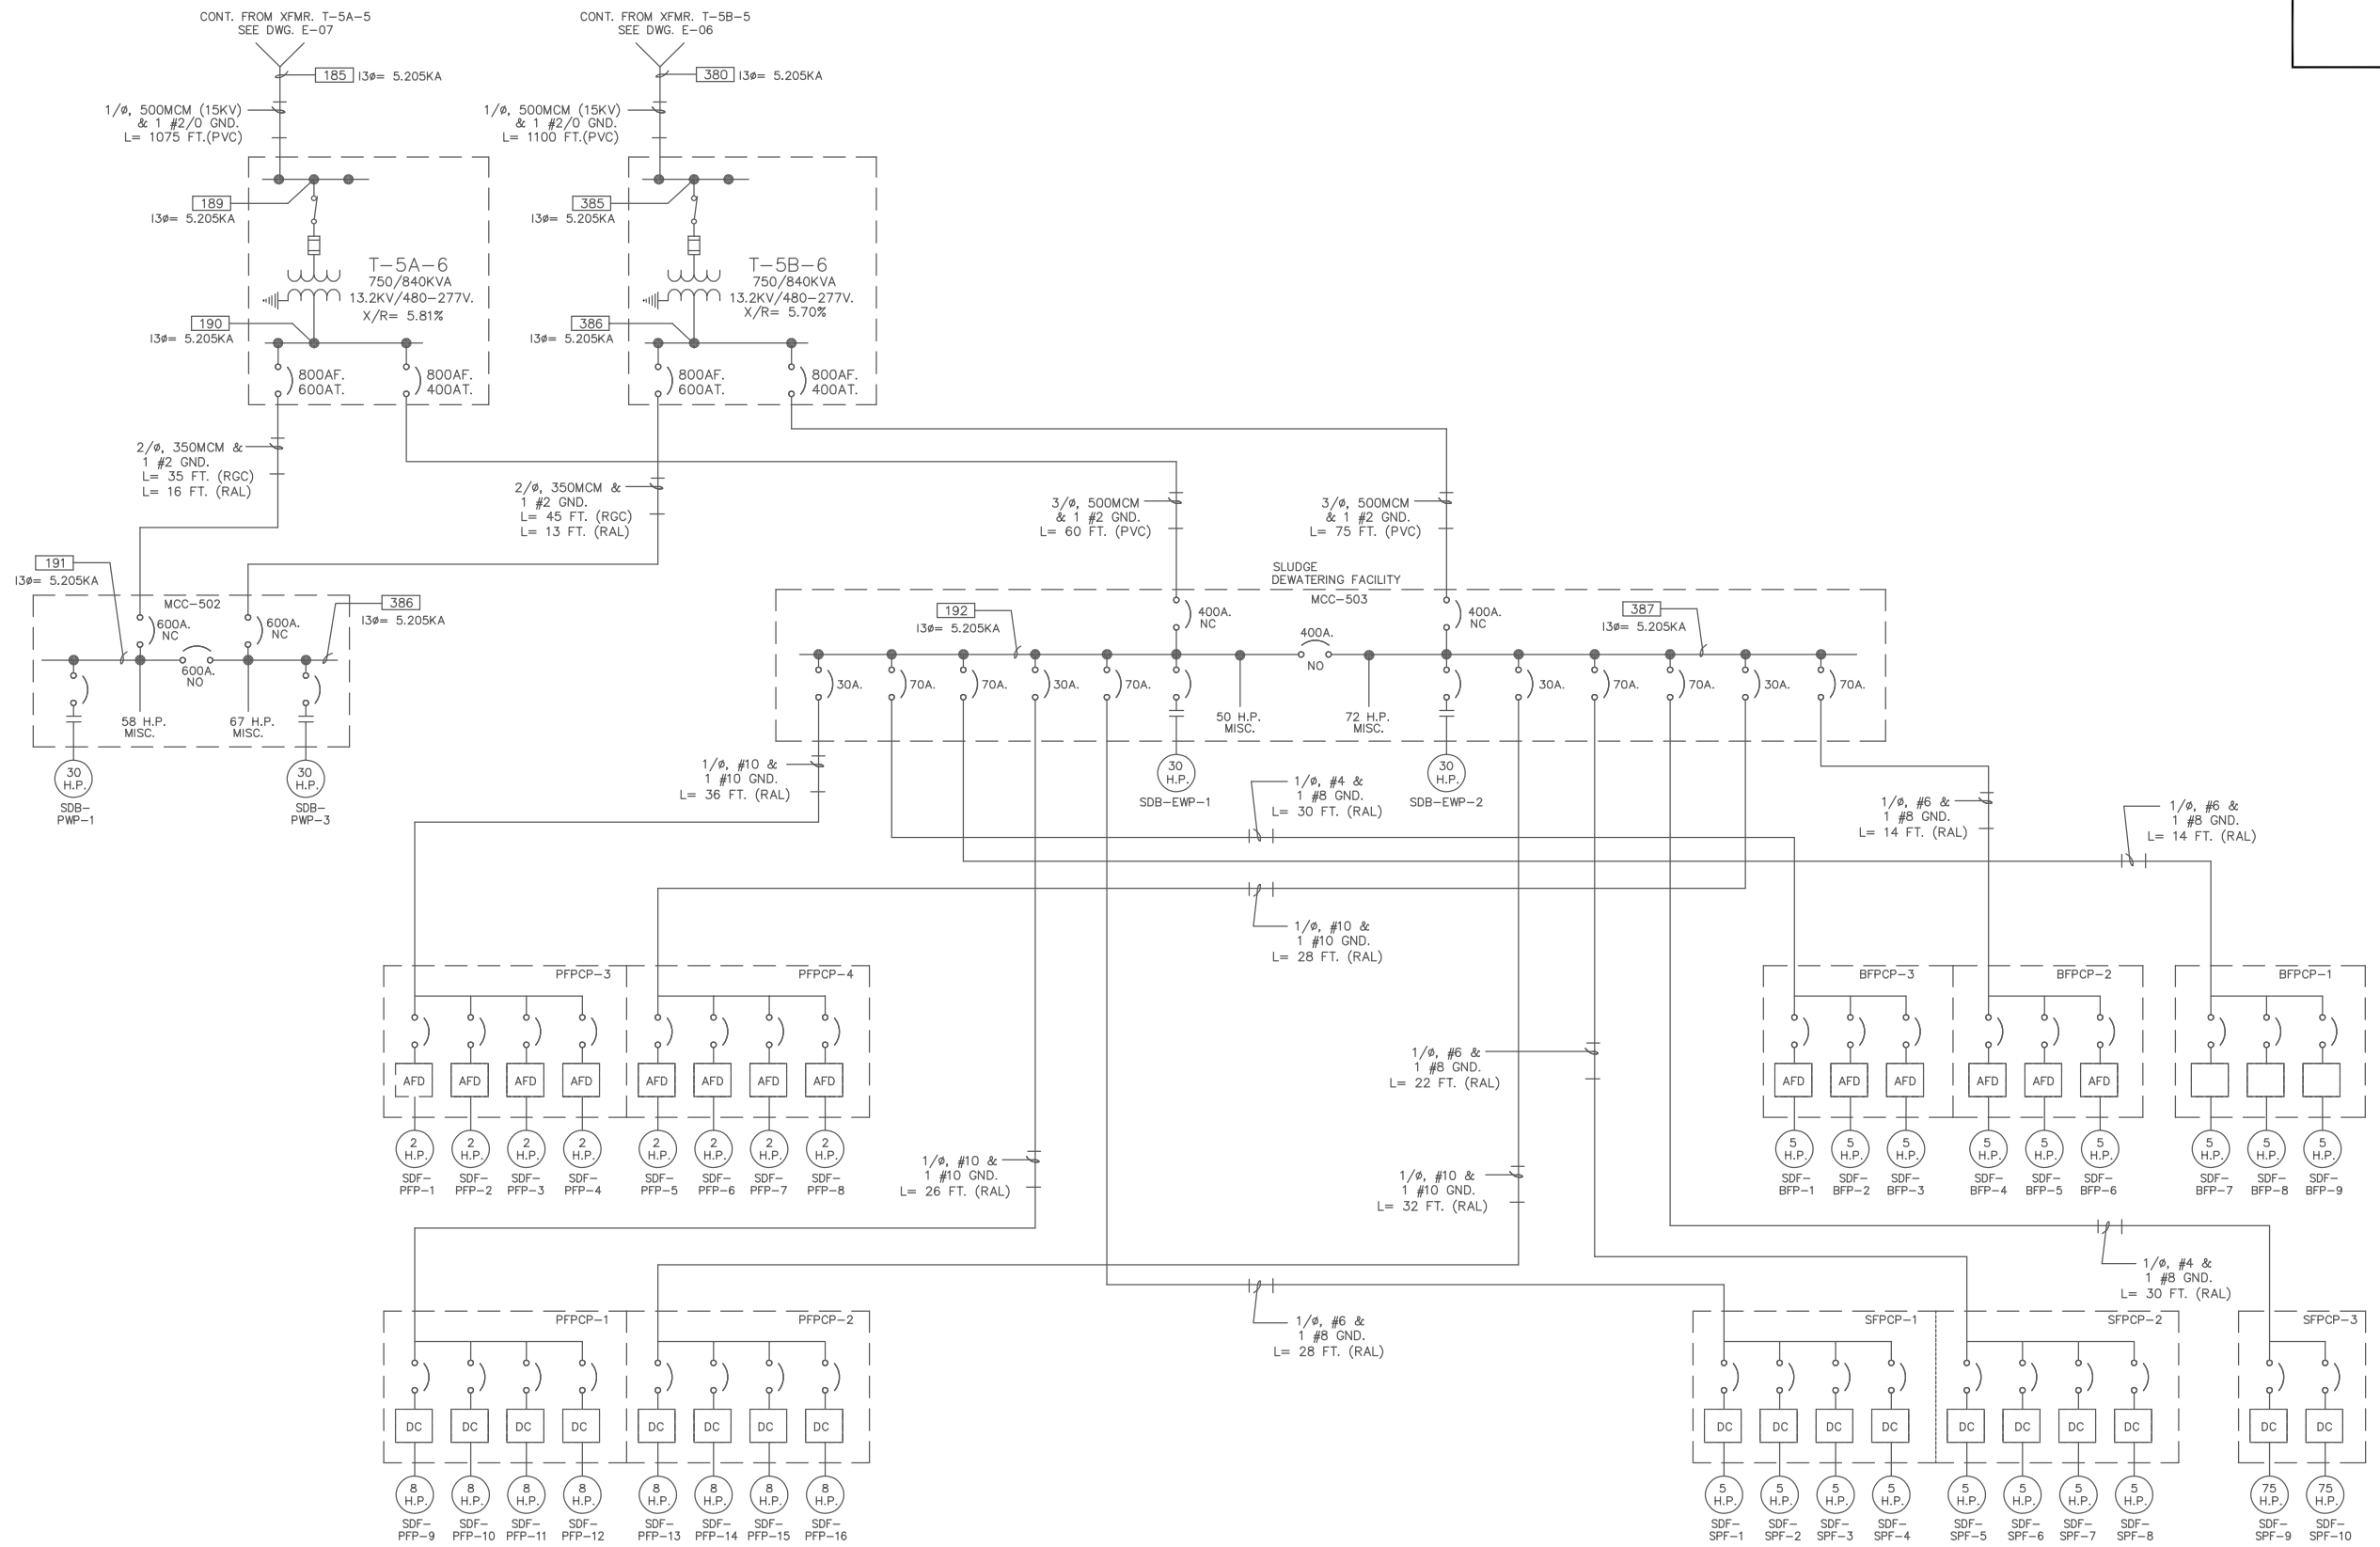 CONT. FROM XFMR. T-5A-5
SEE DWG. E-07
185 I3ø= 5.205KA
1/ø, 500MCM (15KV)
& 1 #2/0 GND.
L= 1075 FT.(PVC)
189
I3ø= 5.205KA
T-5A-6
750/840KVA
13.2KV/480-277V.
X/R= 5.81%
190
I3ø= 5.205KA
800AF.
600AT.
800AF.
400AT.
CONT. FROM XFMR. T-5B-5
SEE DWG. E-06
380 I3ø= 5.205KA
1/ø, 500MCM (15KV)
& 1 #2/0 GND.
L= 1100 FT.(PVC)
385
I3ø= 5.205KA
T-5B-6
750/840KVA
13.2KV/480-277V.
X/R= 5.70%
386
I3ø= 5.205KA
800AF.
600AT.
800AF.
400AT.
2/ø, 350MCM &
1 #2 GND.
L= 35 FT. (RGC)
L= 16 FT. (RAL)
2/ø, 350MCM &
1 #2 GND.
L= 45 FT. (RGC)
L= 13 FT. (RAL)
3/ø, 500MCM
& 1 #2 GND.
L= 60 FT. (PVC)
3/ø, 500MCM
& 1 #2 GND.
L= 75 FT. (PVC)
191
I3ø= 5.205KA
MCC-502
386
I3ø= 5.205KA
600A.
NC
600A.
NC
600A.
NO
58 H.P.
MISC.
67 H.P.
MISC.
30
H.P.
SDB-
PWP-1
30
H.P.
SDB-
PWP-3
SLUDGE
DEWATERING FACILITY
MCC-503
192
I3ø= 5.205KA
400A.
NC
400A.
NO
400A.
NC
387
I3ø= 5.205KA
30A.
70A.
70A.
30A.
70A.
30A.
70A.
70A.
30A.
70A.
50 H.P.
MISC.
72 H.P.
MISC.
30
H.P.
SDB-EWP-1
30
H.P.
SDB-EWP-2
1/ø, #10 &
1 #10 GND.
L= 36 FT. (RAL)
1/ø, #4 &
1 #8 GND.
L= 30 FT. (RAL)
1/ø, #6 &
1 #8 GND.
L= 14 FT. (RAL)
1/ø, #6 &
1 #8 GND.
L= 14 FT. (RAL)
1/ø, #10 &
1 #10 GND.
L= 28 FT. (RAL)
PFPCP-3
AFD
AFD
AFD
AFD
2
H.P.
2
H.P.
2
H.P.
2
H.P.
SDF-
PFP-1
SDF-
PFP-2
SDF-
PFP-3
SDF-
PFP-4
PFPCP-4
AFD
AFD
AFD
AFD
2
H.P.
2
H.P.
2
H.P.
2
H.P.
SDF-
PFP-5
SDF-
PFP-6
SDF-
PFP-7
SDF-
PFP-8
BFPCP-3
AFD
AFD
AFD
5
H.P.
5
H.P.
5
H.P.
SDF-
BFP-1
SDF-
BFP-2
SDF-
BFP-3
BFPCP-2
AFD
AFD
AFD
5
H.P.
5
H.P.
5
H.P.
SDF-
BFP-4
SDF-
BFP-5
SDF-
BFP-6
BFPCP-1
5
H.P.
5
H.P.
5
H.P.
SDF-
BFP-7
SDF-
BFP-8
SDF-
BFP-9
1/ø, #6 &
1 #8 GND.
L= 22 FT. (RAL)
1/ø, #10 &
1 #10 GND.
L= 26 FT. (RAL)
1/ø, #10 &
1 #10 GND.
L= 32 FT. (RAL)
1/ø, #4 &
1 #8 GND.
L= 30 FT. (RAL)
1/ø, #6 &
1 #8 GND.
L= 28 FT. (RAL)
PFPCP-1
DC
DC
DC
DC
8
H.P.
8
H.P.
8
H.P.
8
H.P.
SDF-
PFP-9
SDF-
PFP-10
SDF-
PFP-11
SDF-
PFP-12
PFPCP-2
DC
DC
DC
DC
8
H.P.
8
H.P.
8
H.P.
8
H.P.
SDF-
PFP-13
SDF-
PFP-14
SDF-
PFP-15
SDF-
PFP-16
SFPCP-1
DC
DC
DC
DC
5
H.P.
5
H.P.
5
H.P.
5
H.P.
SDF-
SPF-1
SDF-
SPF-2
SDF-
SPF-3
SDF-
SPF-4
SFPCP-2
DC
DC
DC
DC
5
H.P.
5
H.P.
5
H.P.
5
H.P.
SDF-
SPF-5
SDF-
SPF-6
SDF-
SPF-7
SDF-
SPF-8
SFPCP-3
DC
DC
75
H.P.
75
H.P.
SDF-
SPF-9
SDF-
SPF-10